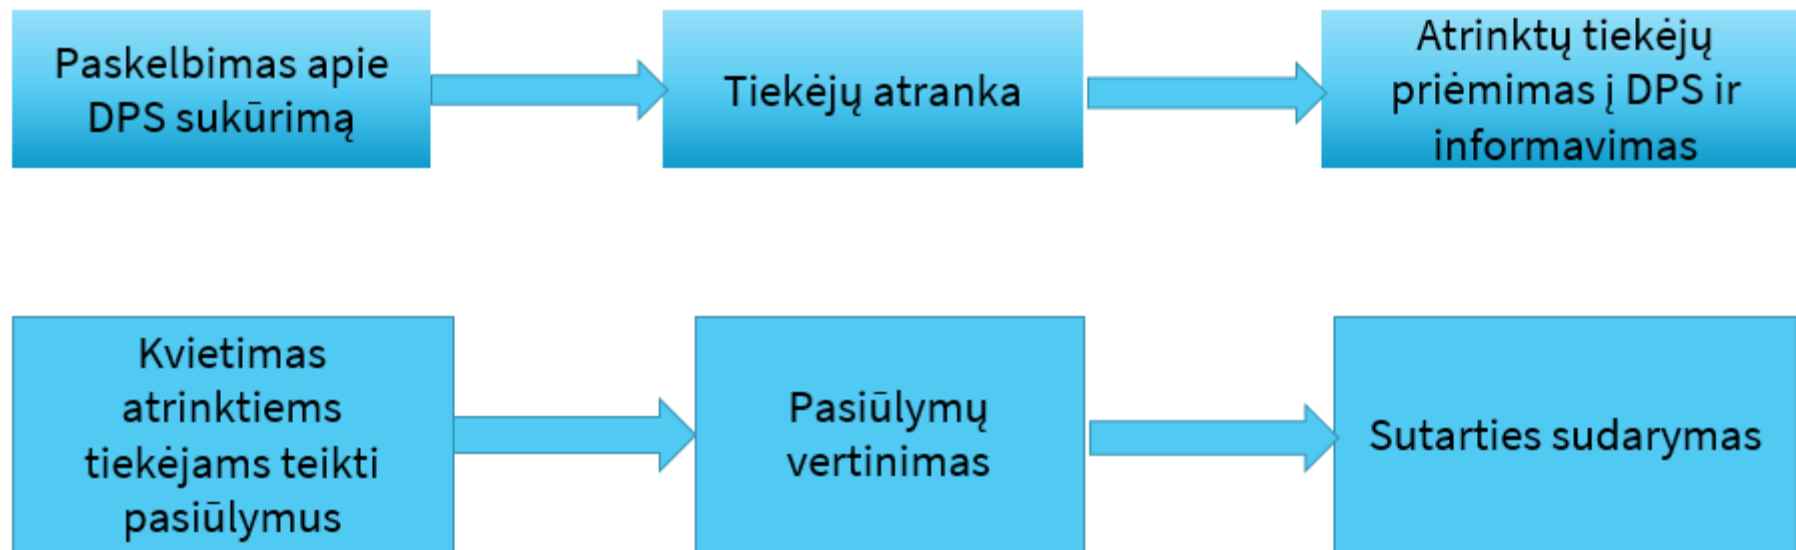 Paskelbimas apie
DPS sukūrimą
Tiekėjų atranka
Atrinktų tiekėjų
priėmimas į DPS ir
informavimas
Kvietimas
atrinktiems
tiekėjams teikti
pasiūlymus
Pasiūlymų
vertinimas
Sutarties sudarymas